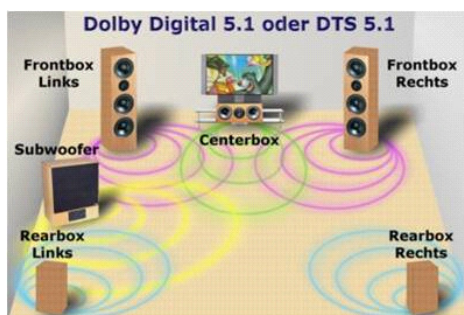 Dolby Digital 5.1 oder DTS 5.1
Frontbox
Links
Frontbox
Rechts
Centerbox
Subwoofer
Rearbox
Links
Rearbox
Rechts